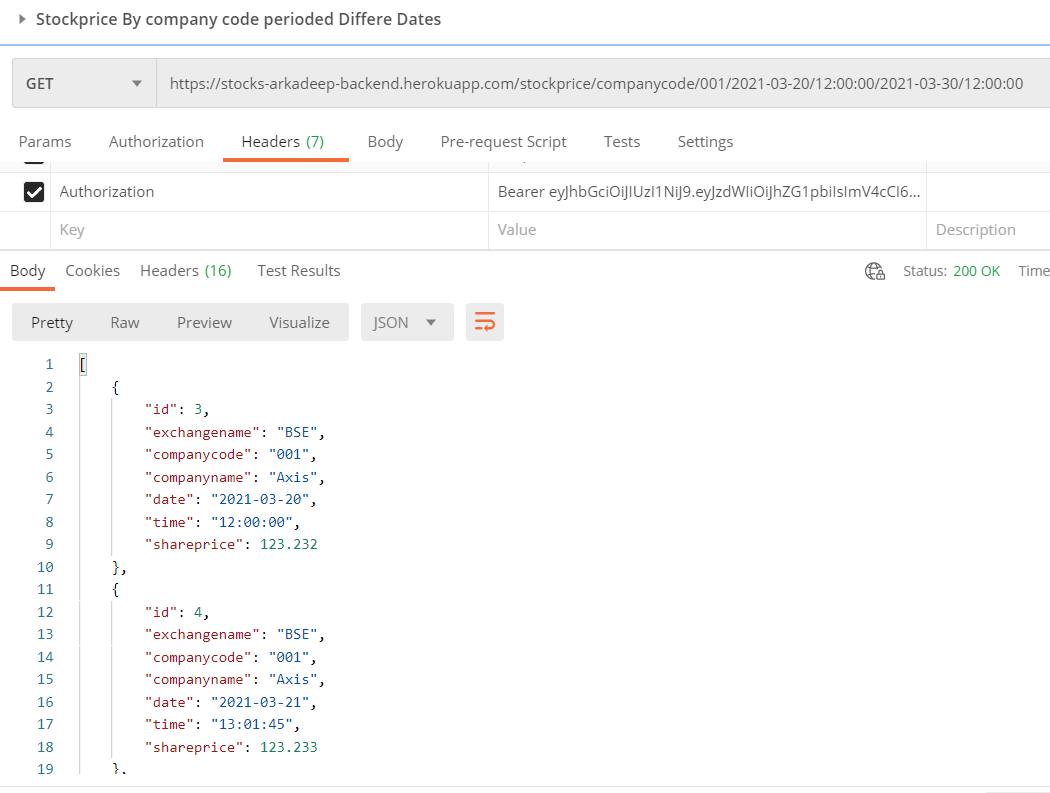 Stockprice By company code perioded Differe Dates
GET https://stocks-arkadeep-backend.herokuapp.com/stockprice/companycode/001/2021-03-20/12:00:00/2021-03-30/12:00:00
Params Authorization Headers (7) Body Pre-request Script Tests Settings
Authorization Bearer eyJhbGciOiJIUzI1NiJ9.eyJzdWIiOiJhZG1pbiIsImV4cCI6...
Key Value Description
Body Cookies Headers (16) Test Results Status: 200 OK Time
Pretty Raw Preview Visualize JSON
1 [
2 {
3 "id": 3,
4 "exchangename": "BSE",
5 "companycode": "001",
6 "companyname": "Axis",
7 "date": "2021-03-20",
8 "time": "12:00:00",
9 "shareprice": 123.232
10 },
11 {
12 "id": 4,
13 "exchangename": "BSE",
14 "companycode": "001",
15 "companyname": "Axis",
16 "date": "2021-03-21",
17 "time": "13:01:45",
18 "shareprice": 123.233
19 },